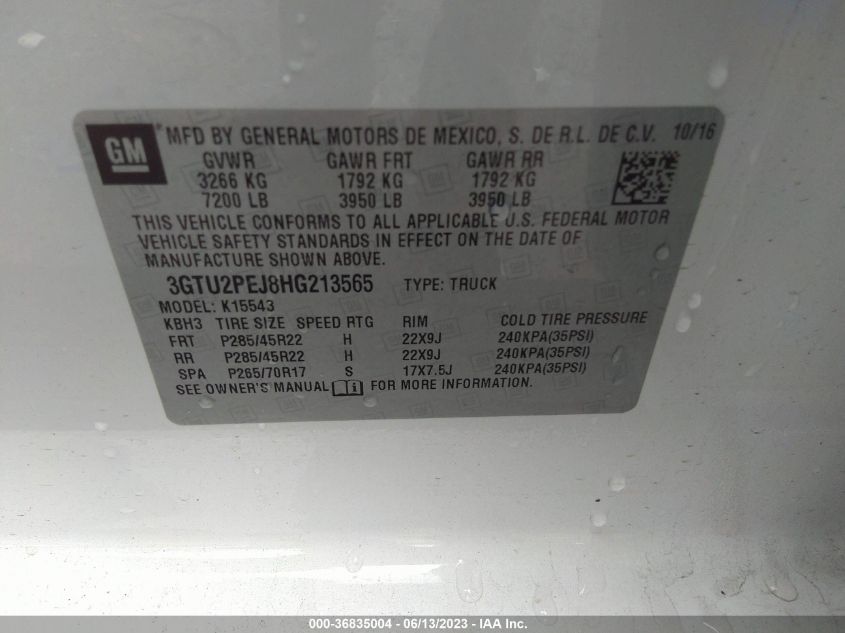 GM ® MFD BY GENERAL MOTORS DE MEXICO, S. DE R.L. DE C.V. 10/16
GVWR GAWR FRT GAWR RR
3266 KG 1792 KG 1792 KG
7200 LB 3950 LB 3950 LB
THIS VEHICLE CONFORMS TO ALL APPLICABLE U.S. FEDERAL MOTOR
VEHICLE SAFETY STANDARDS IN EFFECT ON THE DATE OF
MANUFACTURE SHOWN ABOVE.
3GTU2PEJ8HG213565 TYPE: TRUCK
MODEL: K15543
KBH3 TIRE SIZE SPEED RTG RIM COLD TIRE PRESSURE
FRT P285/45R22 H 22X9J 240KPA(35PSI)
RR P285/45R22 H 22X9J 240KPA(35PSI)
SPA P265/70R17 S 17X7.5J 240KPA(35PSI)
SEE OWNER'S MANUAL FOR MORE INFORMATION.
000-36835004 - 06/13/2023 - IAA Inc.